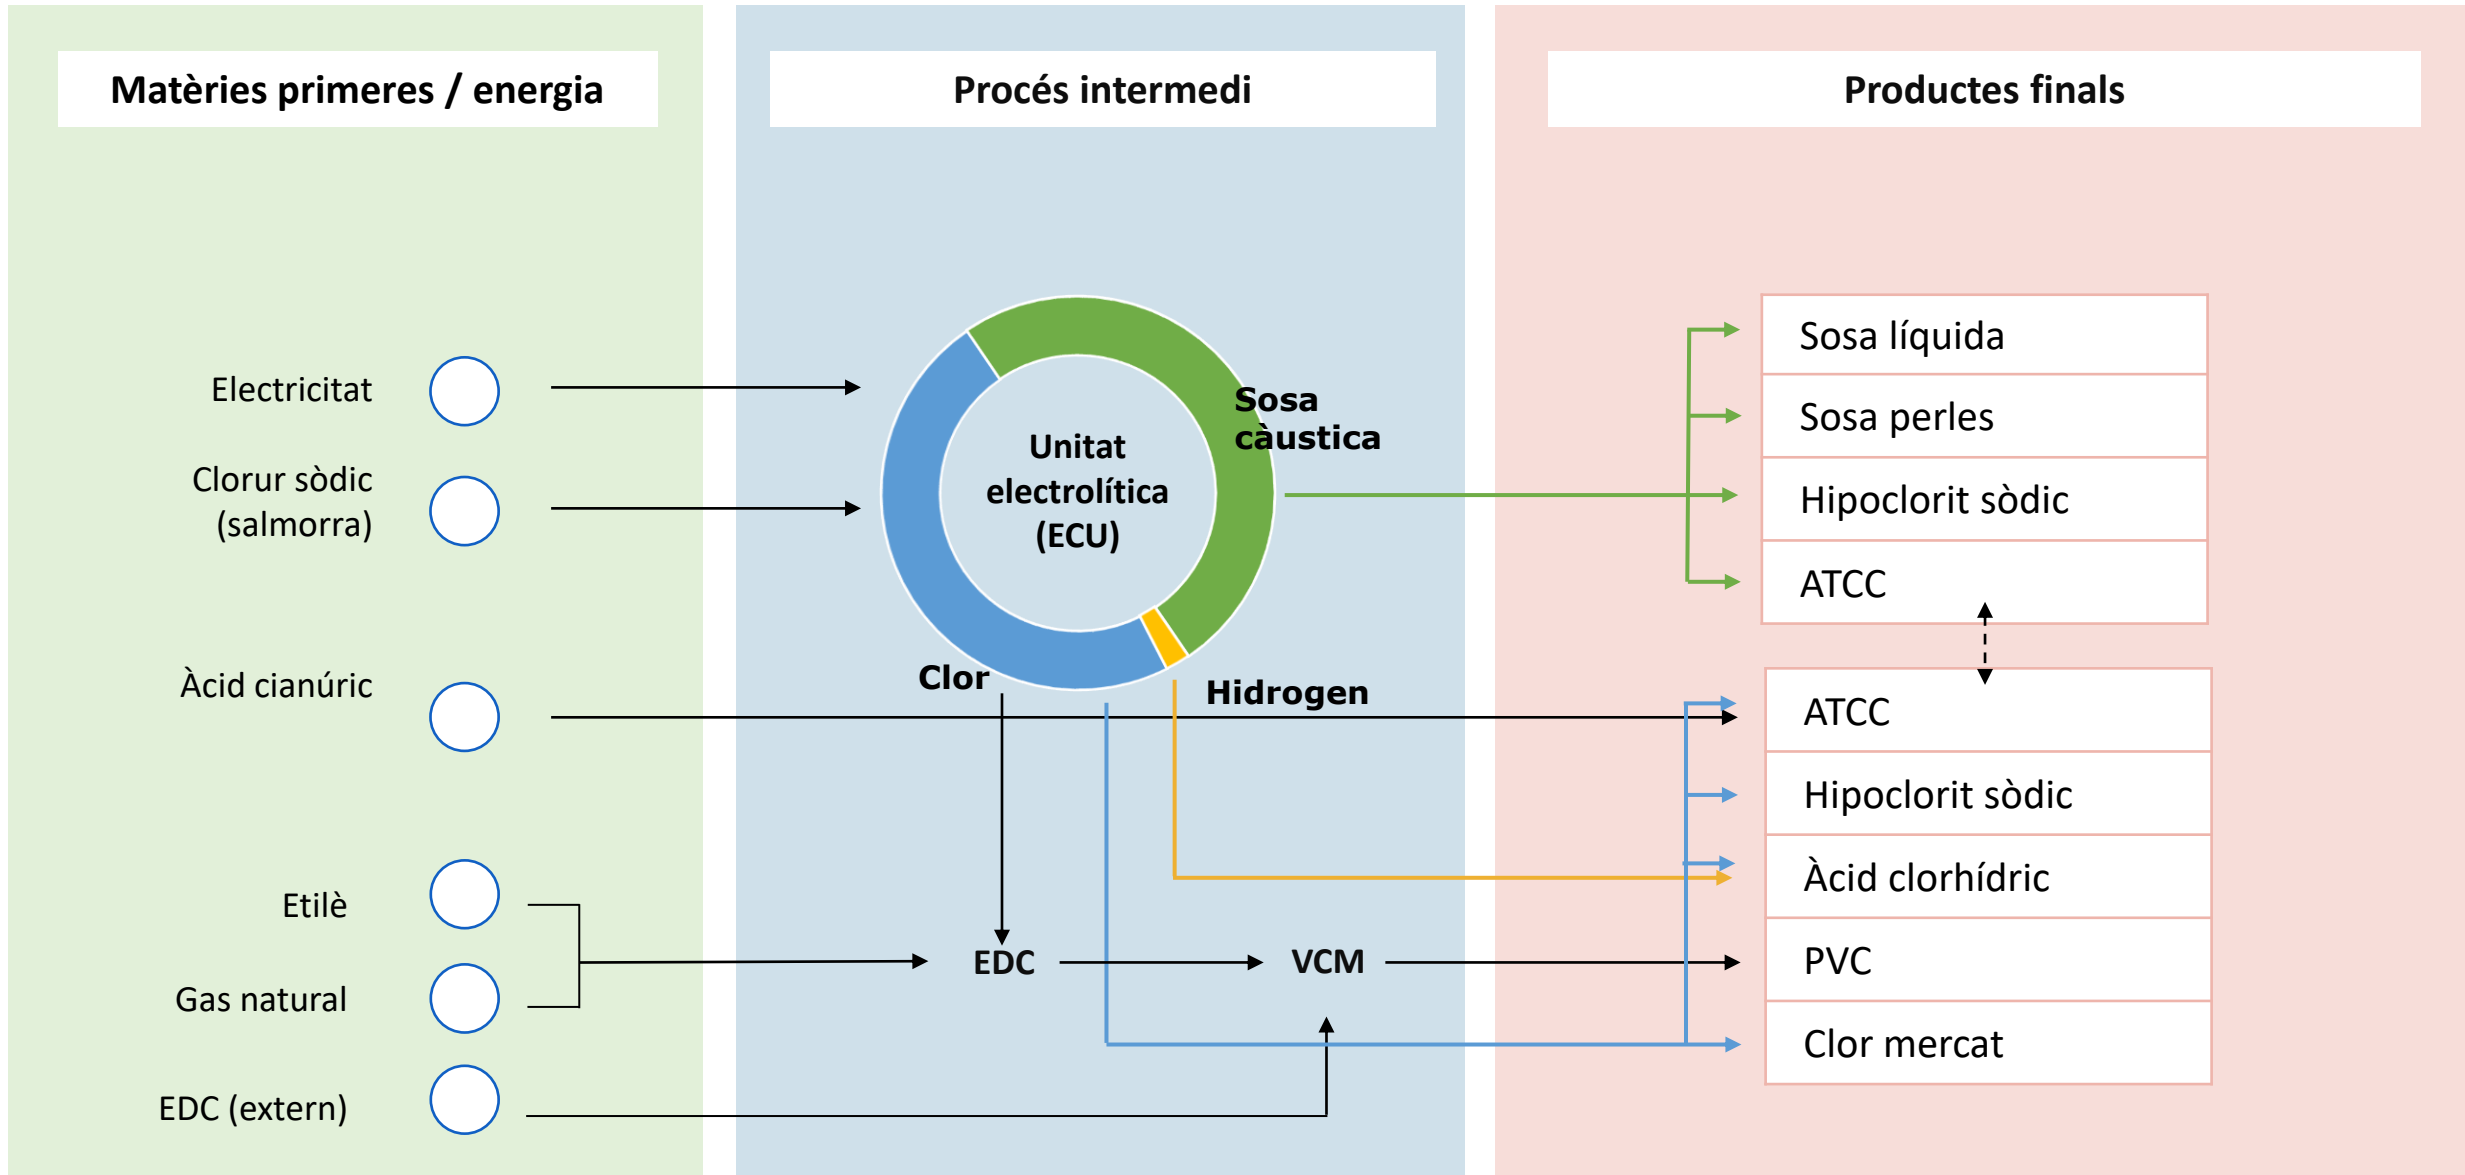 Matèries primeres / energia
Electricitat
Clorur sòdic
(salmorra)
Àcid cianúric
Etilè
Gas natural
EDC (extern)
Procés intermedi
Unitat
electrolítica
(ECU)
Sosa
càustica
Clor
Hidrogen
EDC
VCM
Productes finals
Sosa líquida
Sosa perles
Hipoclorit sòdic
ATCC
ATCC
Hipoclorit sòdic
Àcid clorhídric
PVC
Clor mercat